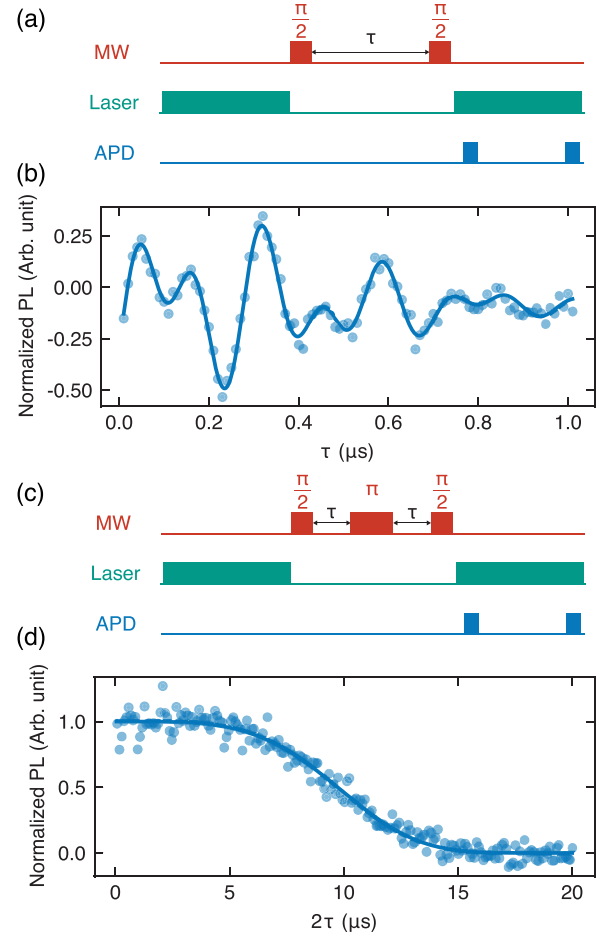 (a)
π/2 τ π/2
MW
Laser
APD
(b)
Normalized PL (Arb. unit)
0.25
0.00
-0.25
-0.50
0.0 0.2 0.4 0.6 0.8 1.0
τ (μs)
(c)
π/2 τ π τ π/2
MW
Laser
APD
(d)
Normalized PL (Arb. unit)
1.0
0.5
0.0
0 5 10 15 20
2τ (μs)